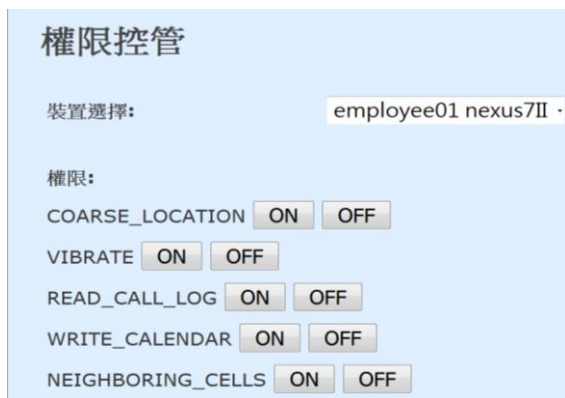 權限控管
裝置選擇: employee01 nexus7II
權限:
COARSE_LOCATION ON OFF
VIBRATE ON OFF
READ_CALL_LOG ON OFF
WRITE_CALENDAR ON OFF
NEIGHBORING_CELLS ON OFF